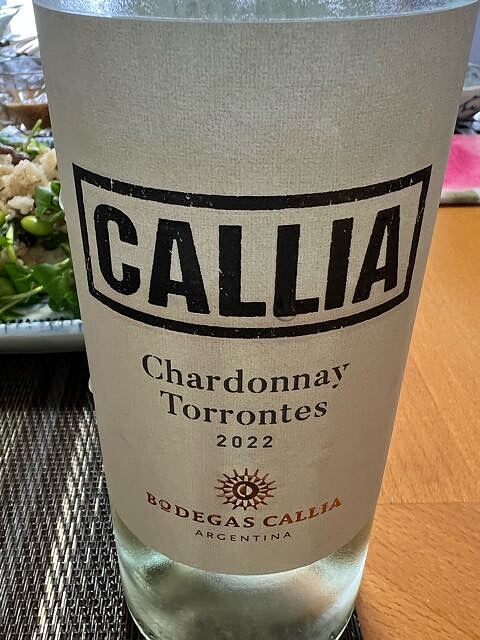 CALLIA
Chardonnay
Torrontes
2022
BODEGAS CALLIA
ARGENTINA